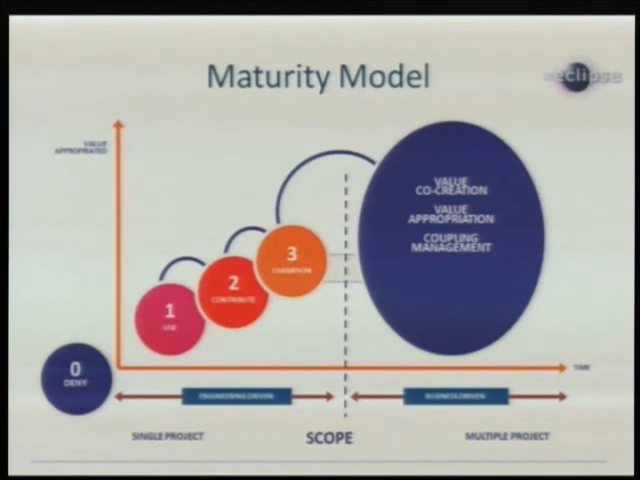 Maturity Model
eclipse
VALUE
APPROPRIATED
VALUE
CO-CREATION
VALUE
APPROPRIATION
COUPLING
MANAGEMENT
3
CHAMPION
2
CONTRIBUTE
1
USE
0
DENY
TIME
ENGINEERING DRIVEN
BUSINESS DRIVEN
SINGLE PROJECT
SCOPE
MULTIPLE PROJECT